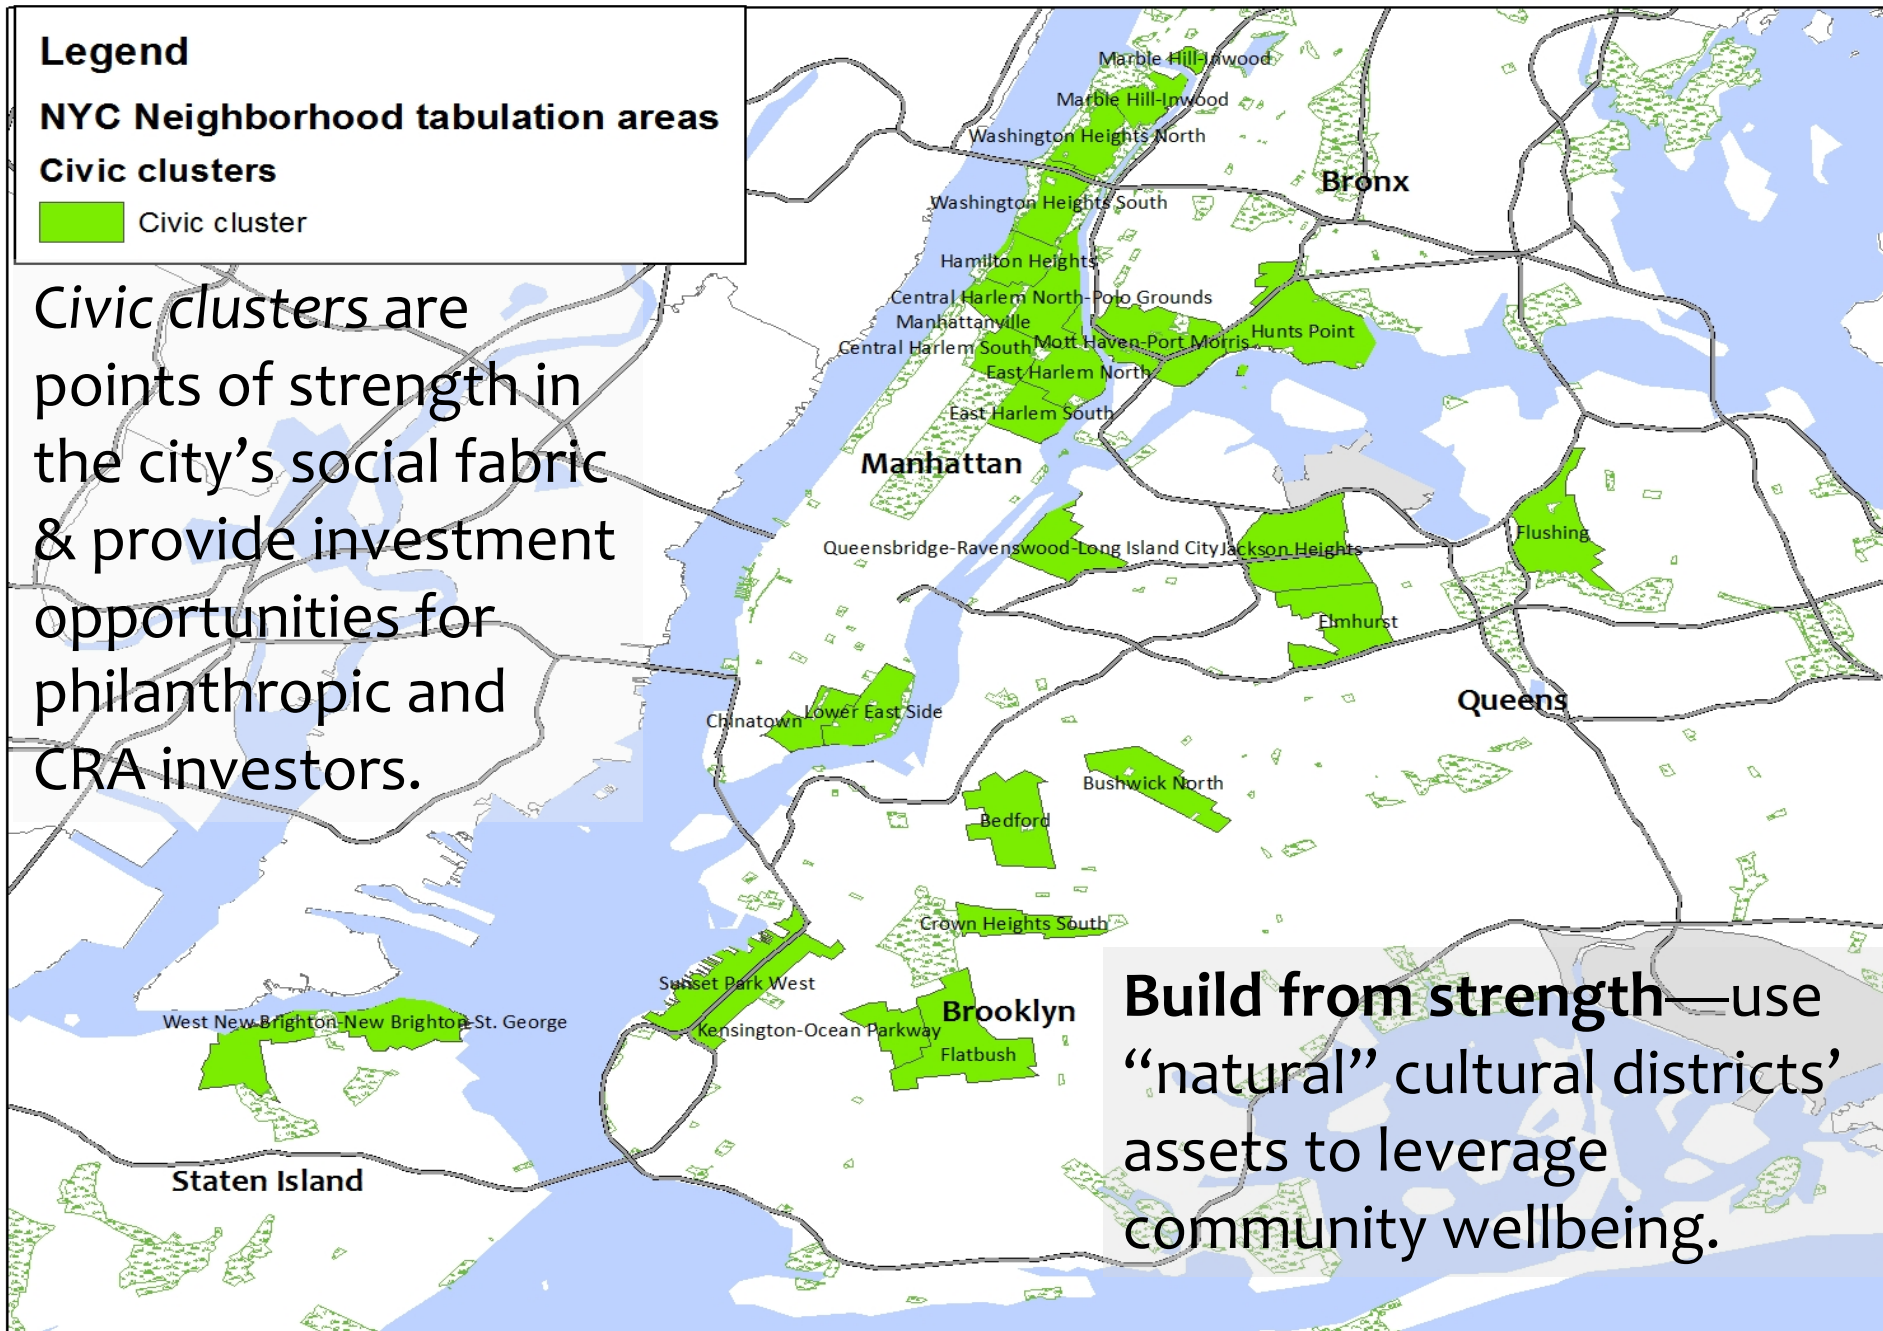 Legend
NYC Neighborhood tabulation areas
Civic clusters
Civic cluster
Civic clusters are
points of strength in
the city’s social fabric
& provide investment
opportunities for
philanthropic and
CRA investors.
Marble Hill-Inwood
Marble Hill-Inwood
Washington Heights North
Bronx
Washington Heights South
Hamilton Heights
Central Harlem North-Polo Grounds
Manhattanville
Hunts Point
Central Harlem South
Mott Haven-Port Morris
East Harlem North
East Harlem South
Manhattan
Flushing
Queensbridge-Ravenswood-Long Island City
Jackson Heights
Elmhurst
Queens
Chinatown
Lower East Side
Bushwick North
Bedford
Crown Heights South
Sunset Park West
Brooklyn
West New Brighton-New Brighton-St. George
Kensington-Ocean Parkway
Flatbush
Staten Island
Build from strength—use
“natural” cultural districts’
assets to leverage
community wellbeing.